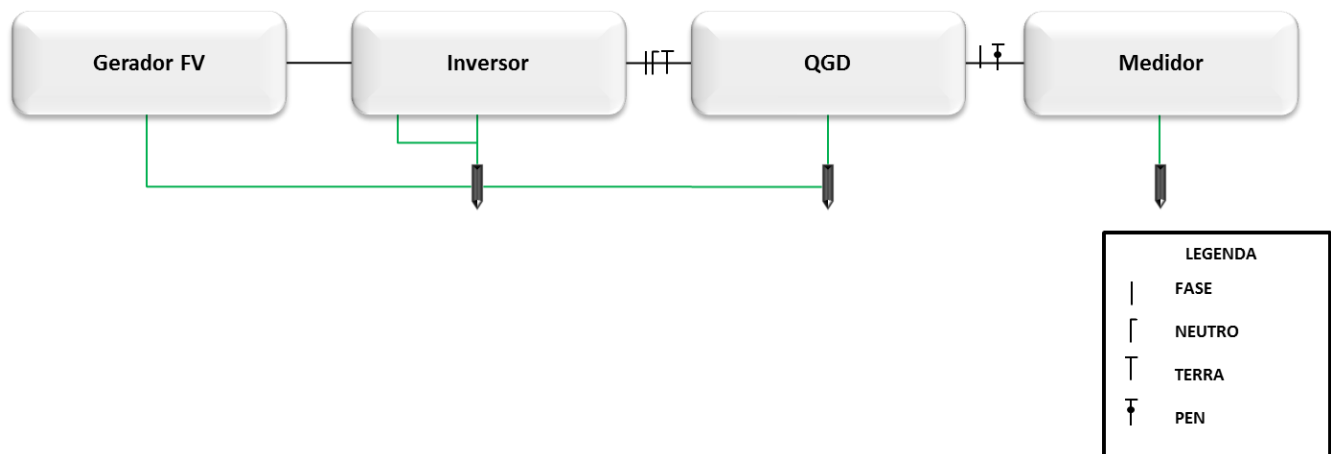 Gerador FV
Inversor
QGD
Medidor
LEGENDA
FASE
NEUTRO
TERRA
PEN